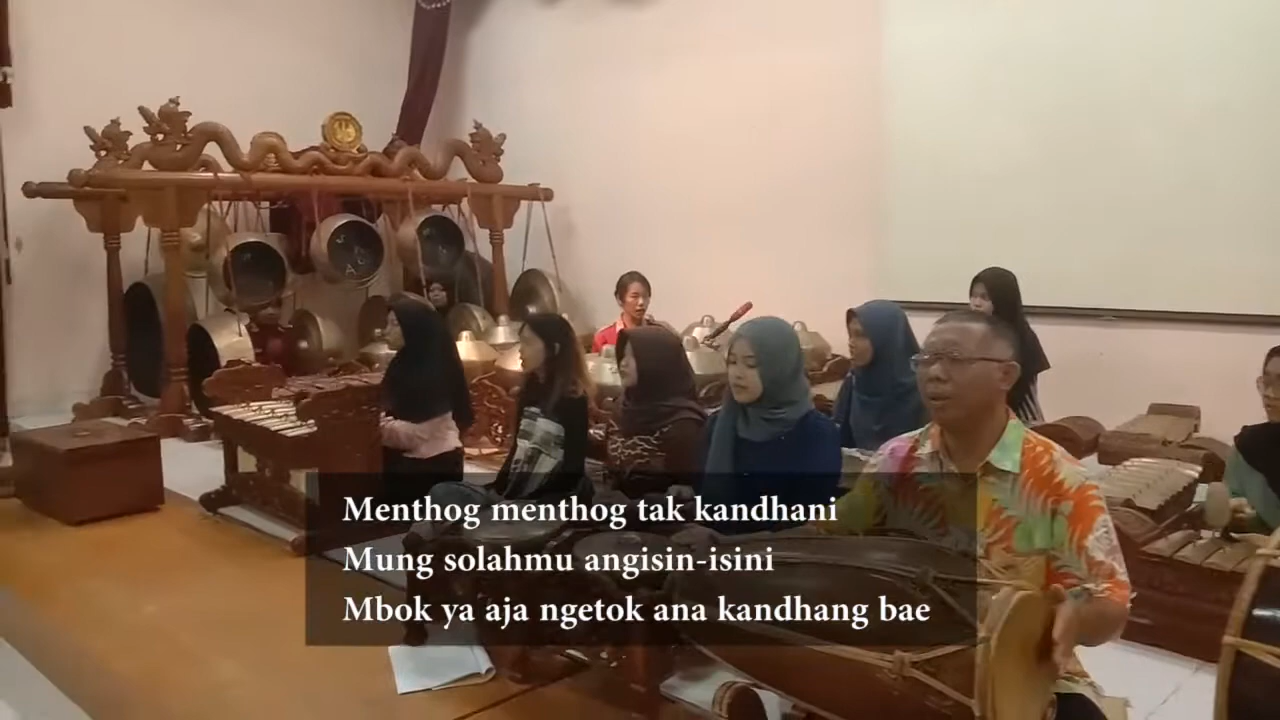 Menthog menthog tak kandhani
Mung solahmu angisin-isini
Mbok ya aja ngetok ana kandhang bae